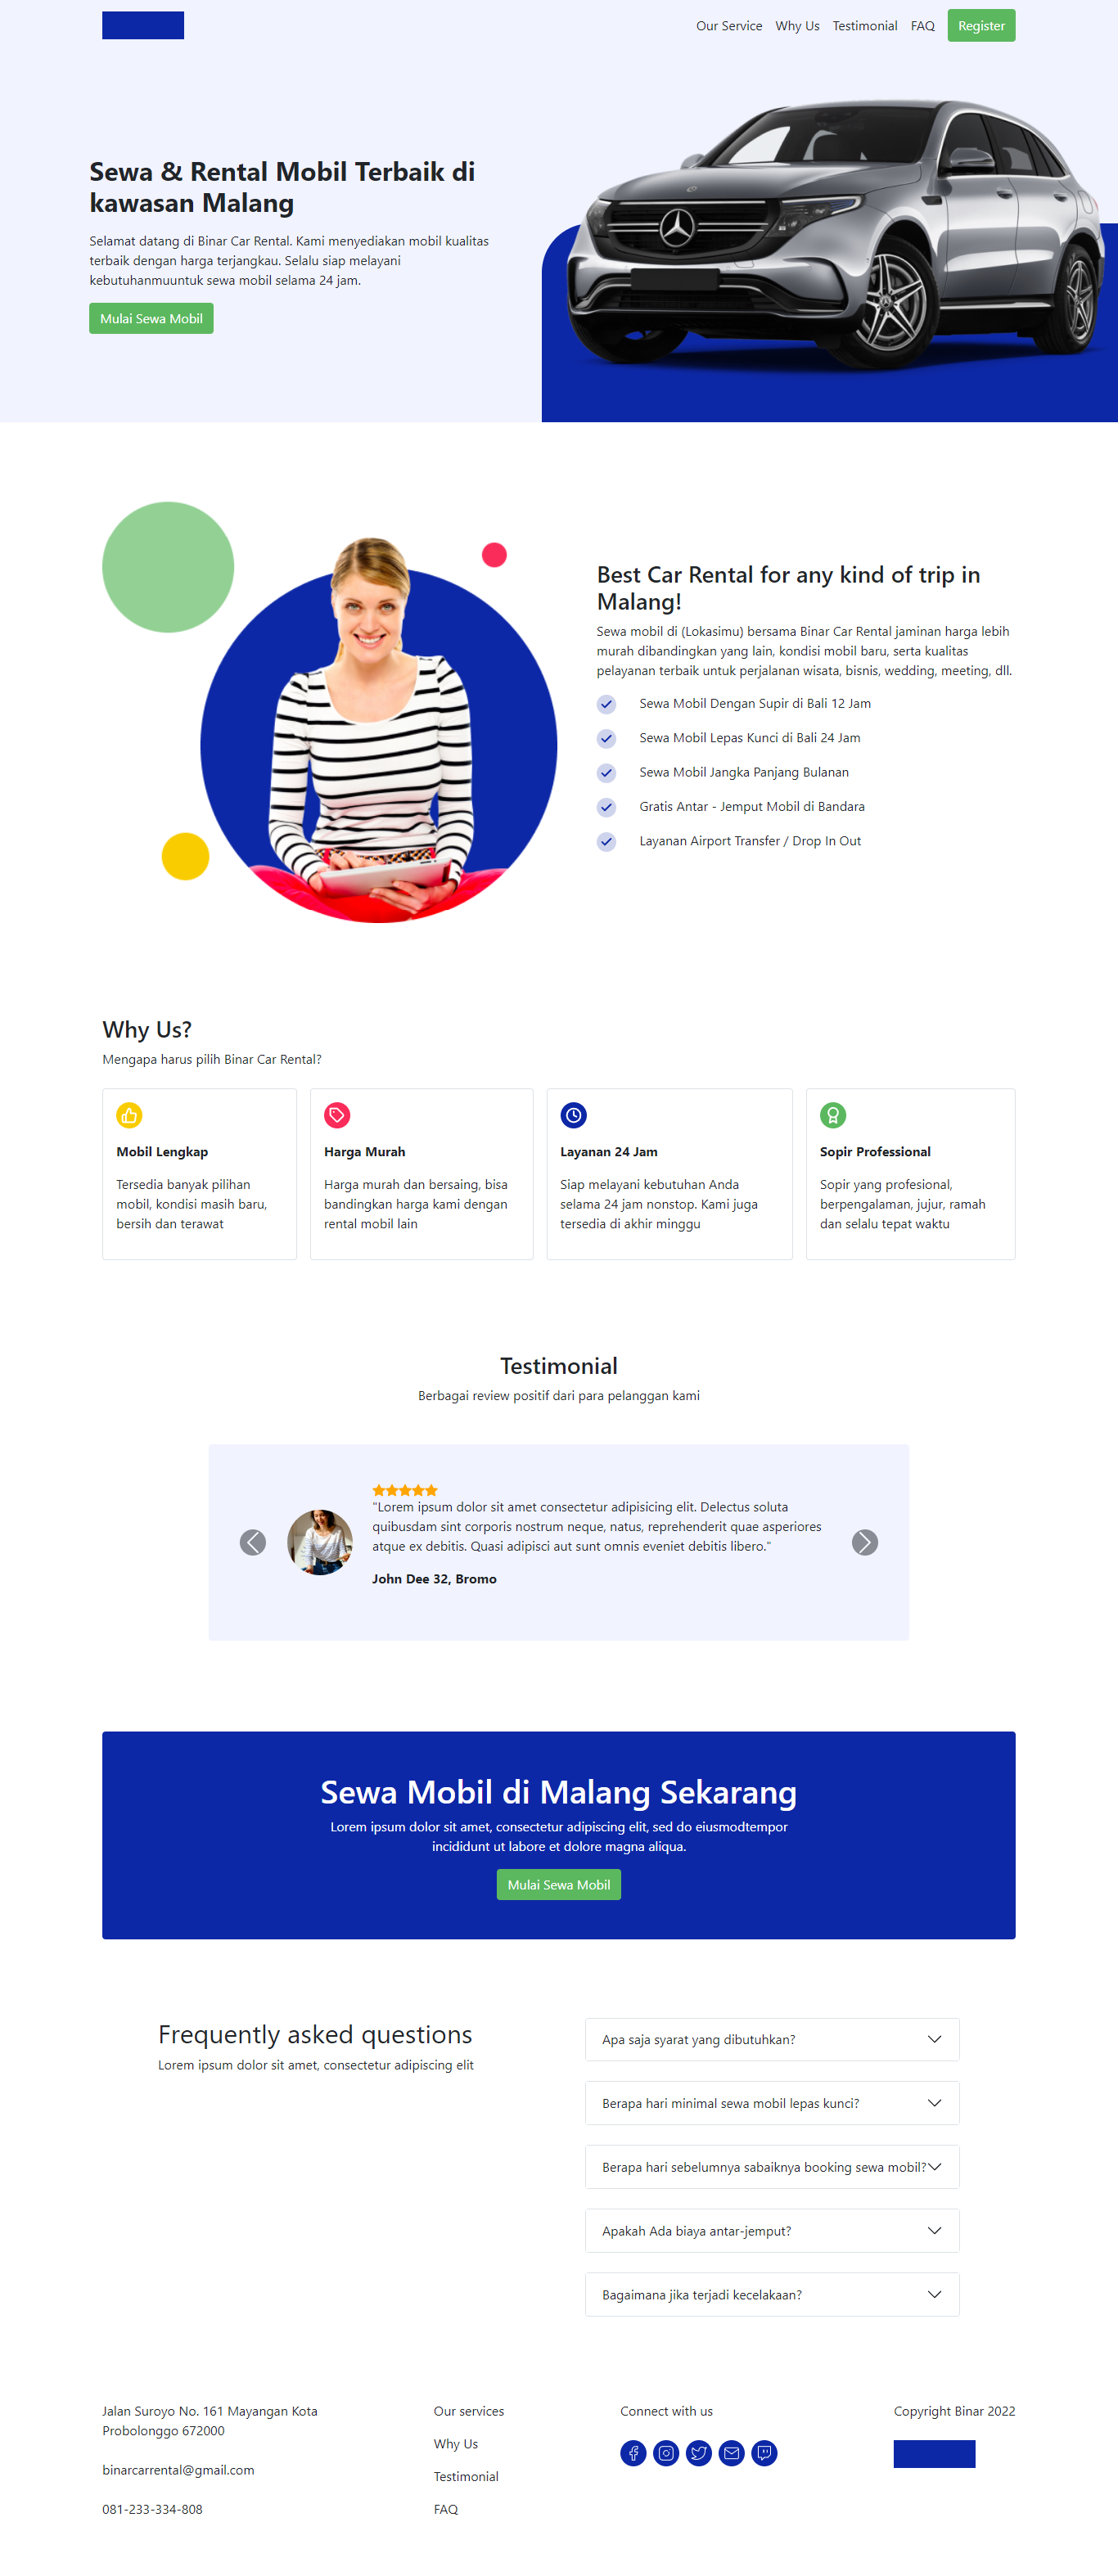 Our Service Why Us Testimonial FAQ Register
Sewa & Rental Mobil Terbaik di
kawasan Malang
Selamat datang di Binar Car Rental. Kami menyediakan mobil kualitas
terbaik dengan harga terjangkau. Selalu siap melayani
kebutuhanmuuntuk sewa mobil selama 24 jam.
Mulai Sewa Mobil
Best Car Rental for any kind of trip in
Malang!
Sewa mobil di (Lokasimu) bersama Binar Car Rental jaminan harga lebih
murah dibandingkan yang lain, kondisi mobil baru, serta kualitas
pelayanan terbaik untuk perjalanan wisata, bisnis, wedding, meeting, dll.
Sewa Mobil Dengan Supir di Bali 12 Jam
Sewa Mobil Lepas Kunci di Bali 24 Jam
Sewa Mobil Jangka Panjang Bulanan
Gratis Antar - Jemput Mobil di Bandara
Layanan Airport Transfer / Drop In Out
Why Us?
Mengapa harus pilih Binar Car Rental?
Mobil Lengkap
Tersedia banyak pilihan
mobil, kondisi masih baru,
bersih dan terawat
Harga Murah
Harga murah dan bersaing, bisa
bandingkan harga kami dengan
rental mobil lain
Layanan 24 Jam
Siap melayani kebutuhan Anda
selama 24 jam nonstop. Kami juga
tersedia di akhir minggu
Sopir Professional
Sopir yang profesional,
berpengalaman, jujur, ramah
dan selalu tepat waktu
Testimonial
Berbagai review positif dari para pelanggan kami
"Lorem ipsum dolor sit amet consectetur adipisicing elit. Delectus soluta
quibusdam sint corporis nostrum neque, natus, reprehenderit quae asperiores
atque ex debitis. Quasi adipisci aut sunt omnis eveniet debitis libero."
John Dee 32, Bromo
Sewa Mobil di Malang Sekarang
Lorem ipsum dolor sit amet, consectetur adipiscing elit, sed do eiusmodtempor
incididunt ut labore et dolore magna aliqua.
Mulai Sewa Mobil
Frequently asked questions
Lorem ipsum dolor sit amet, consectetur adipiscing elit
Apa saja syarat yang dibutuhkan?
Berapa hari minimal sewa mobil lepas kunci?
Berapa hari sebelumnya sabaiknya booking sewa mobil?
Apakah Ada biaya antar-jemput?
Bagaimana jika terjadi kecelakaan?
Jalan Suroyo No. 161 Mayangan Kota
Probolonggo 672000
binarcarrental@gmail.com
081-233-334-808
Our services
Why Us
Testimonial
FAQ
Connect with us
Copyright Binar 2022